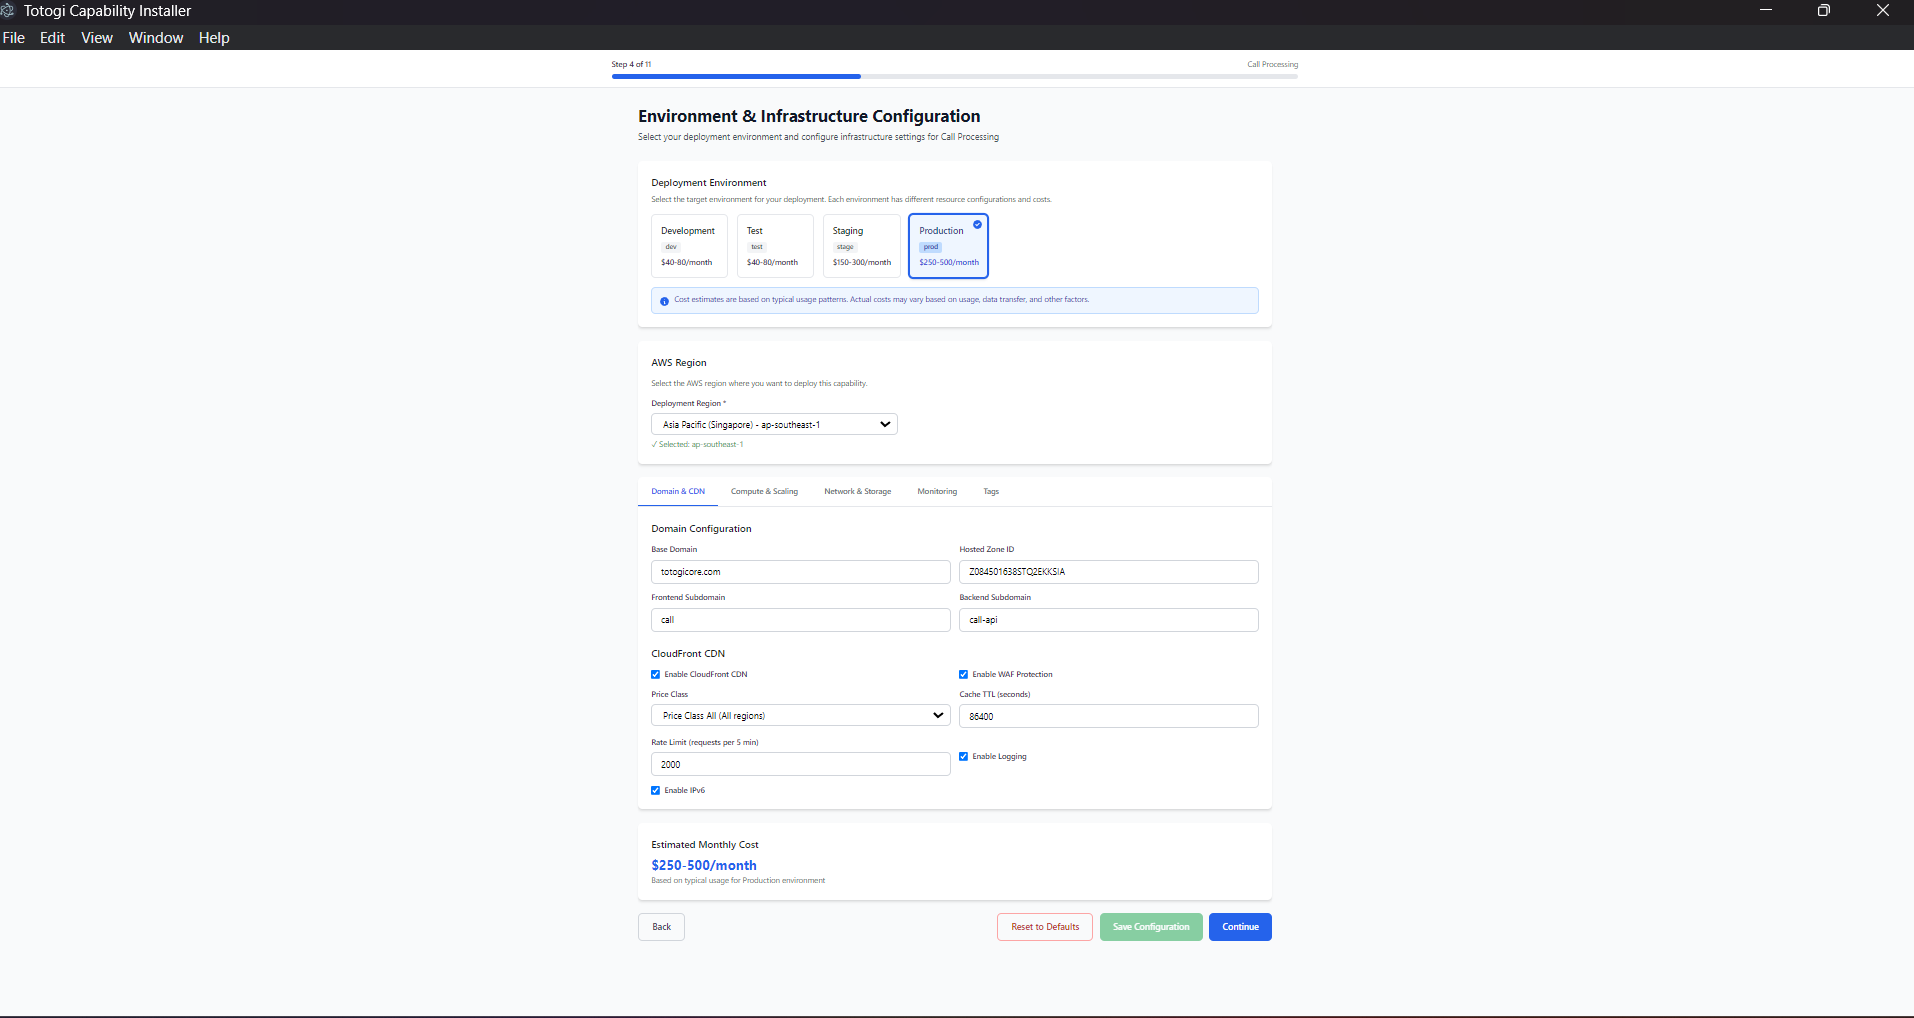 Totogi Capability Installer
File Edit View Window Help
Step 4 of 11 Call Processing
Environment & Infrastructure Configuration
Select your deployment environment and configure infrastructure settings for Call Processing
Deployment Environment
Select the target environment for your deployment. Each environment has different resource configurations and costs.
Development Test Staging Production
dev test stage prod
$40-80/month $40-80/month $150-300/month $250-500/month
Cost estimates are based on typical usage patterns. Actual costs may vary based on usage, data transfer, and other factors.
AWS Region
Select the AWS region where you want to deploy this capability.
Deployment Region *
Asia Pacific (Singapore) - ap-southeast-1
✓ Selected: ap-southeast-1
Domain & CDN Compute & Scaling Network & Storage Monitoring Tags
Domain Configuration
Base Domain Hosted Zone ID
totogicore.com Z084501638STQ2EKKSIA
Frontend Subdomain Backend Subdomain
call call-api
CloudFront CDN
Enable CloudFront CDN Enable WAF Protection
Price Class Cache TTL (seconds)
Price Class All (All regions) 86400
Rate Limit (requests per 5 min)
2000 Enable Logging
Enable IPv6
Estimated Monthly Cost
$250-500/month
Based on typical usage for Production environment
Back Reset to Defaults Save Configuration Continue